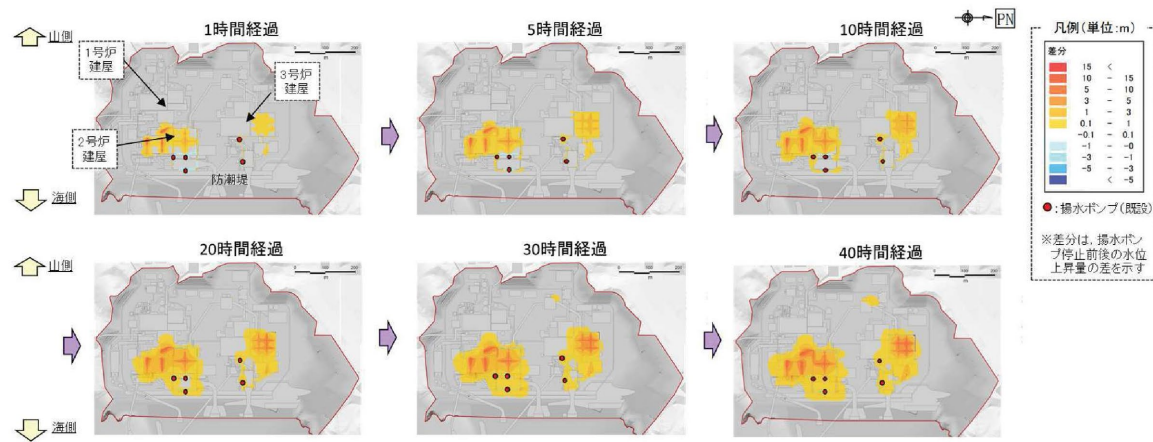 1時間経過
5時間経過
10時間経過
PN
山側
1号炉
建屋
3号炉
建屋
2号炉
建屋
防潮堤
海側
凡例(単位:m)
差分
15 <
10 - 15
5 - 10
3 - 5
1 - 3
0.1 - 1
-0.1 - 0.1
-1 - -0
-3 - -1
-5 - -3
< -5
:揚水ポンプ(既設)
※差分は、揚水ポン
プ停止前後の水位
上昇量の差を示す
20時間経過
30時間経過
40時間経過
山側
海側